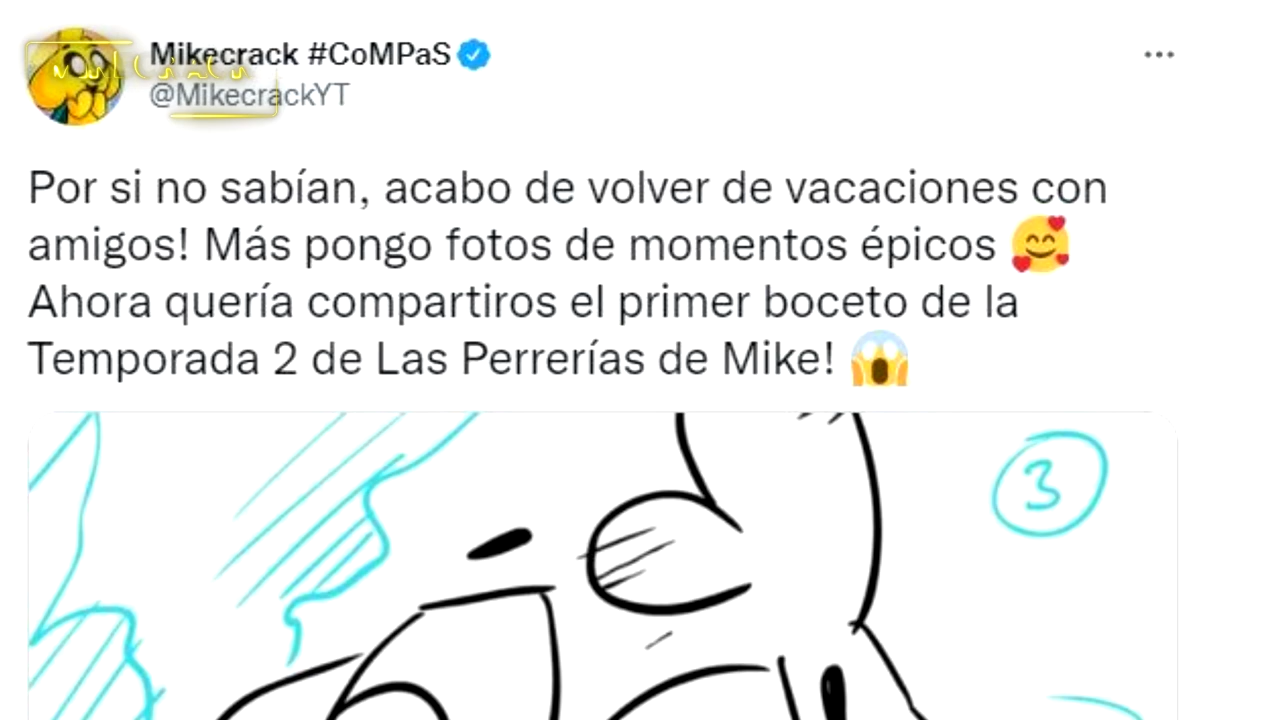 Mikecrack #CoMPaS
@MikecrackYT
Por si no sabían, acabo de volver de vacaciones con
amigos! Más pongo fotos de momentos épicos 🥰
Ahora quería compartiros el primer boceto de la
Temporada 2 de Las Perrerías de Mike! 😱
3